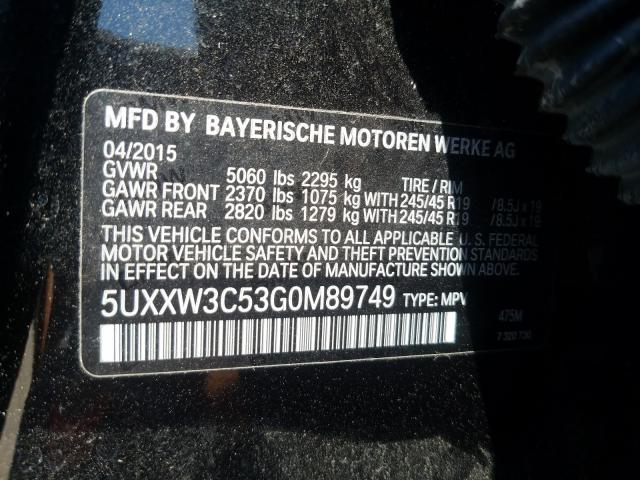 MFD BY BAYERISCHE MOTOREN WERKE AG
04/2015
GVWR 5060 lbs 2295 kg TIRE / RIM
GAWR FRONT 2370 lbs 1075 kg WITH 245/45 R19 /8.5J x 19
GAWR REAR 2820 lbs 1279 kg WITH 245/45 R19 /8.5J x 19
THIS VEHICLE CONFORMS TO ALL APPLICABLE U. S. FEDERAL
MOTOR VEHICLE SAFETY AND THEFT PREVENTION STANDARDS
IN EFFECT ON THE DATE OF MANUFACTURE SHOWN ABOVE.
5UXXW3C53G0M89749 TYPE: MPV 475M
7 320 730